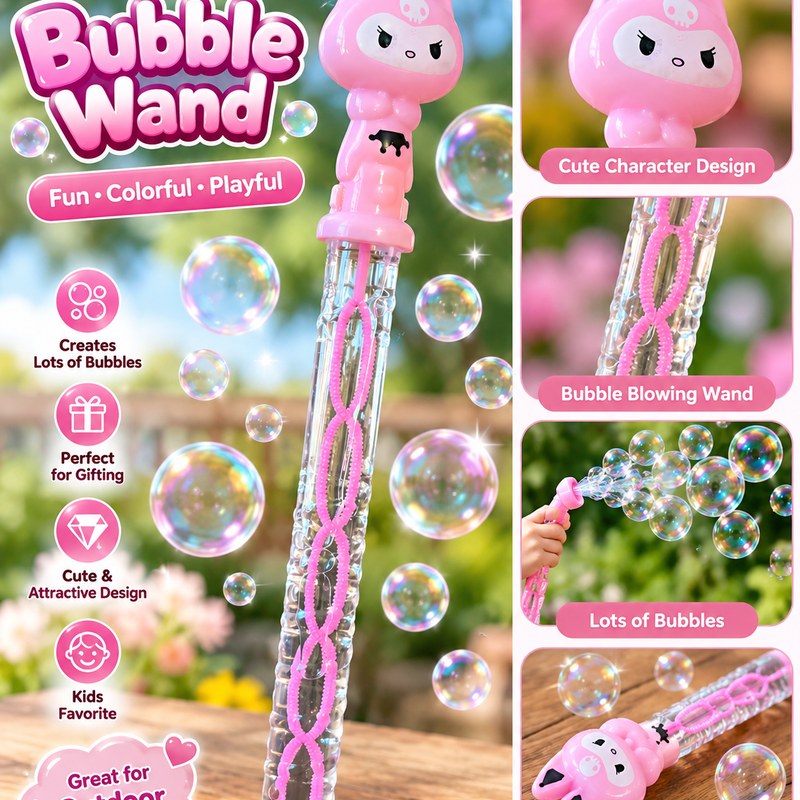 Bubble
Wand
Fun • Colorful • Playful
Creates
Lots of Bubbles
Perfect
for Gifting
Cute &
Attractive Design
Kids
Favorite
Great for
Outdoor
Cute Character Design
Bubble Blowing Wand
Lots of Bubbles